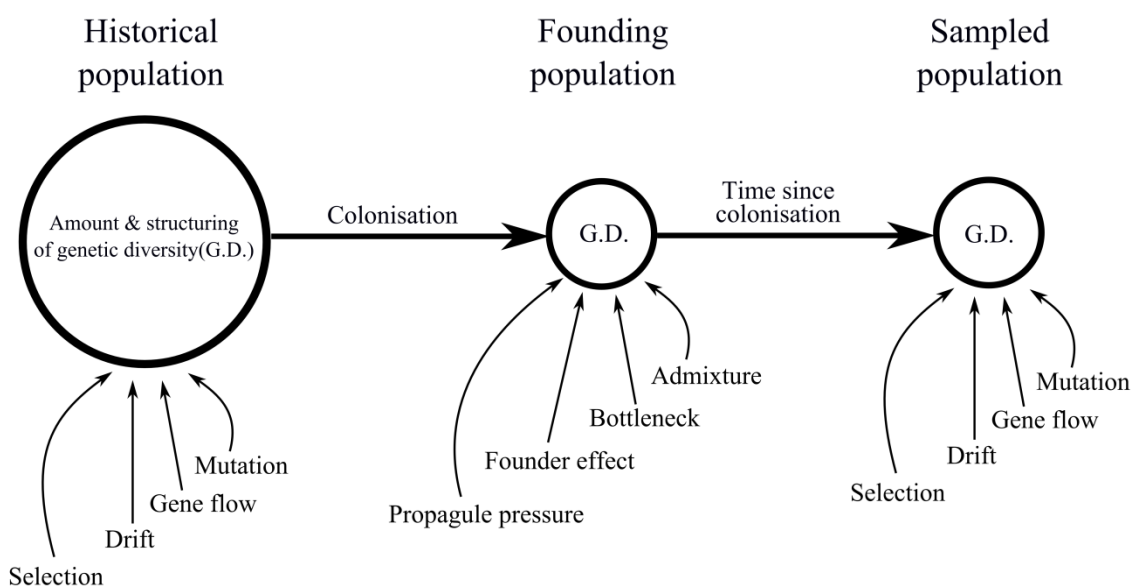 Historical
population
Founding
population
Sampled
population
Amount & structuring
of genetic diversity(G.D.)
Colonisation
G.D.
Time since
colonisation
G.D.
Selection
Drift
Gene flow
Mutation
Propagule pressure
Founder effect
Bottleneck
Admixture
Selection
Drift
Gene flow
Mutation